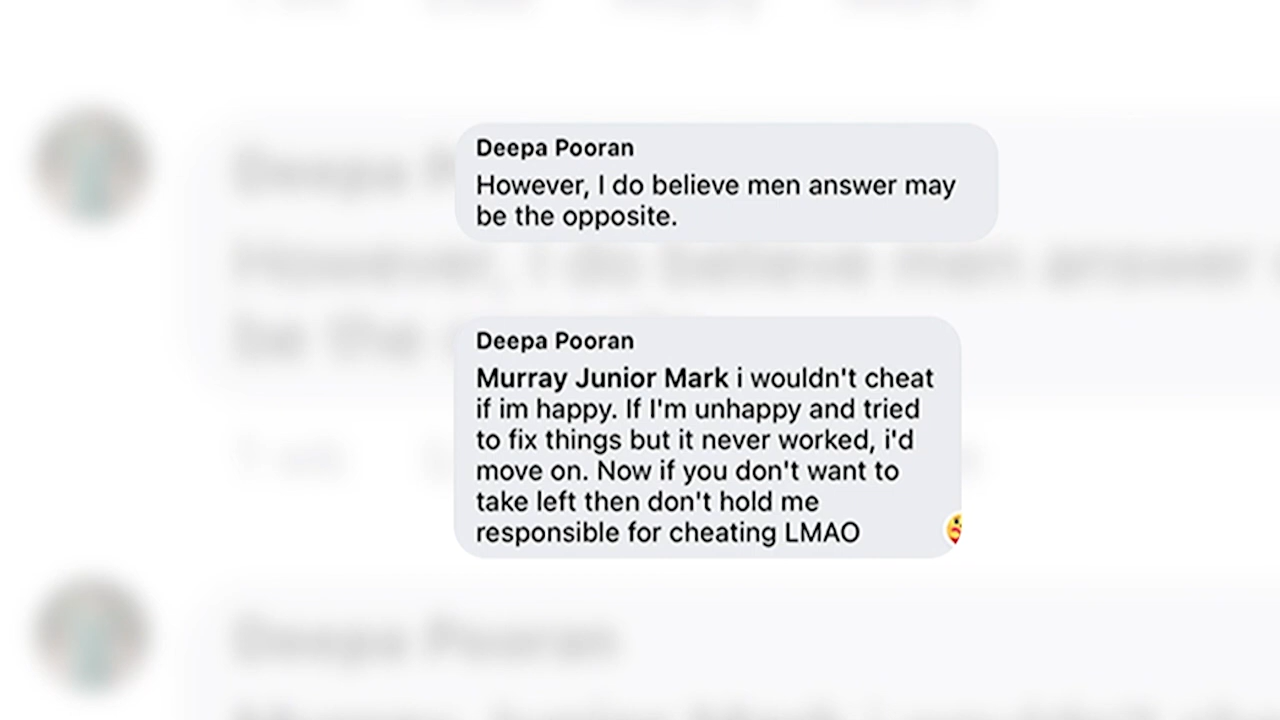 Deepa Pooran
However, I do believe men answer may
be the opposite.
Deepa Pooran
Murray Junior Mark i wouldn't cheat
if im happy. If I'm unhappy and tried
to fix things but it never worked, i'd
move on. Now if you don't want to
take left then don't hold me
responsible for cheating LMAO